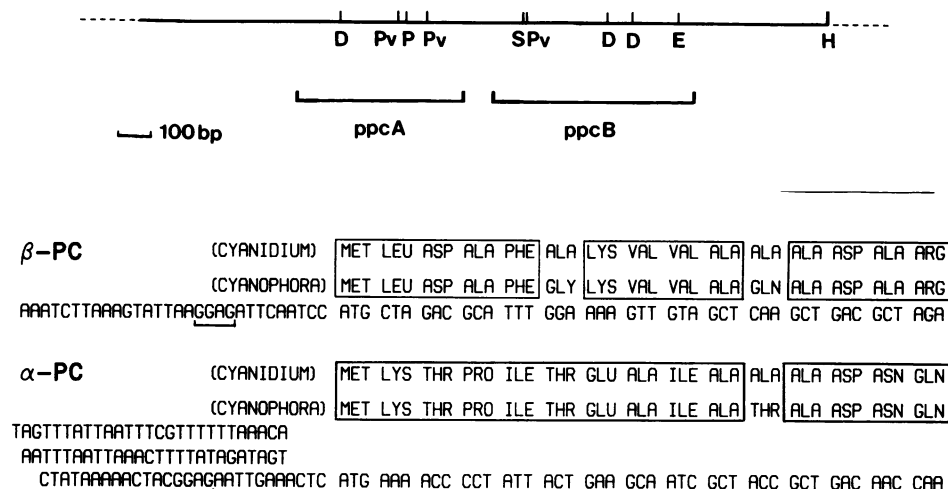 D Pv P Pv S Pv D D E H
ppcA ppcB
100 bp
β-PC (CYANIDIUM) MET LEU ASP ALA PHE ALA LYS VAL VAL ALA ALA ALA ASP ALA ARG
(CYANOPHORA) MET LEU ASP ALA PHE GLY LYS VAL VAL ALA GLN ALA ASP ALA ARG
AAATCTTAAAGTATTAAGGAGATTCAATCC ATG CTA GAC GCA TTT GGA AAA GTT GTA GCT CAA GCT GAC GCT AGA
α-PC (CYANIDIUM) MET LYS THR PRO ILE THR GLU ALA ILE ALA ALA ALA ASP ASN GLN
(CYANOPHORA) MET LYS THR PRO ILE THR GLU ALA ILE ALA THR ALA ASP ASN GLN
TAGTTTATTAATTTCGTTTTTTAAACA
AATTTAATTAAACTTTTATAGATAGT
CTATAAAAACTACGGAGAATTGAAACTC ATG AAA ACC CCT ATT ACT GAA GCA ATC GCT ACC GCT GAC AAC CAA